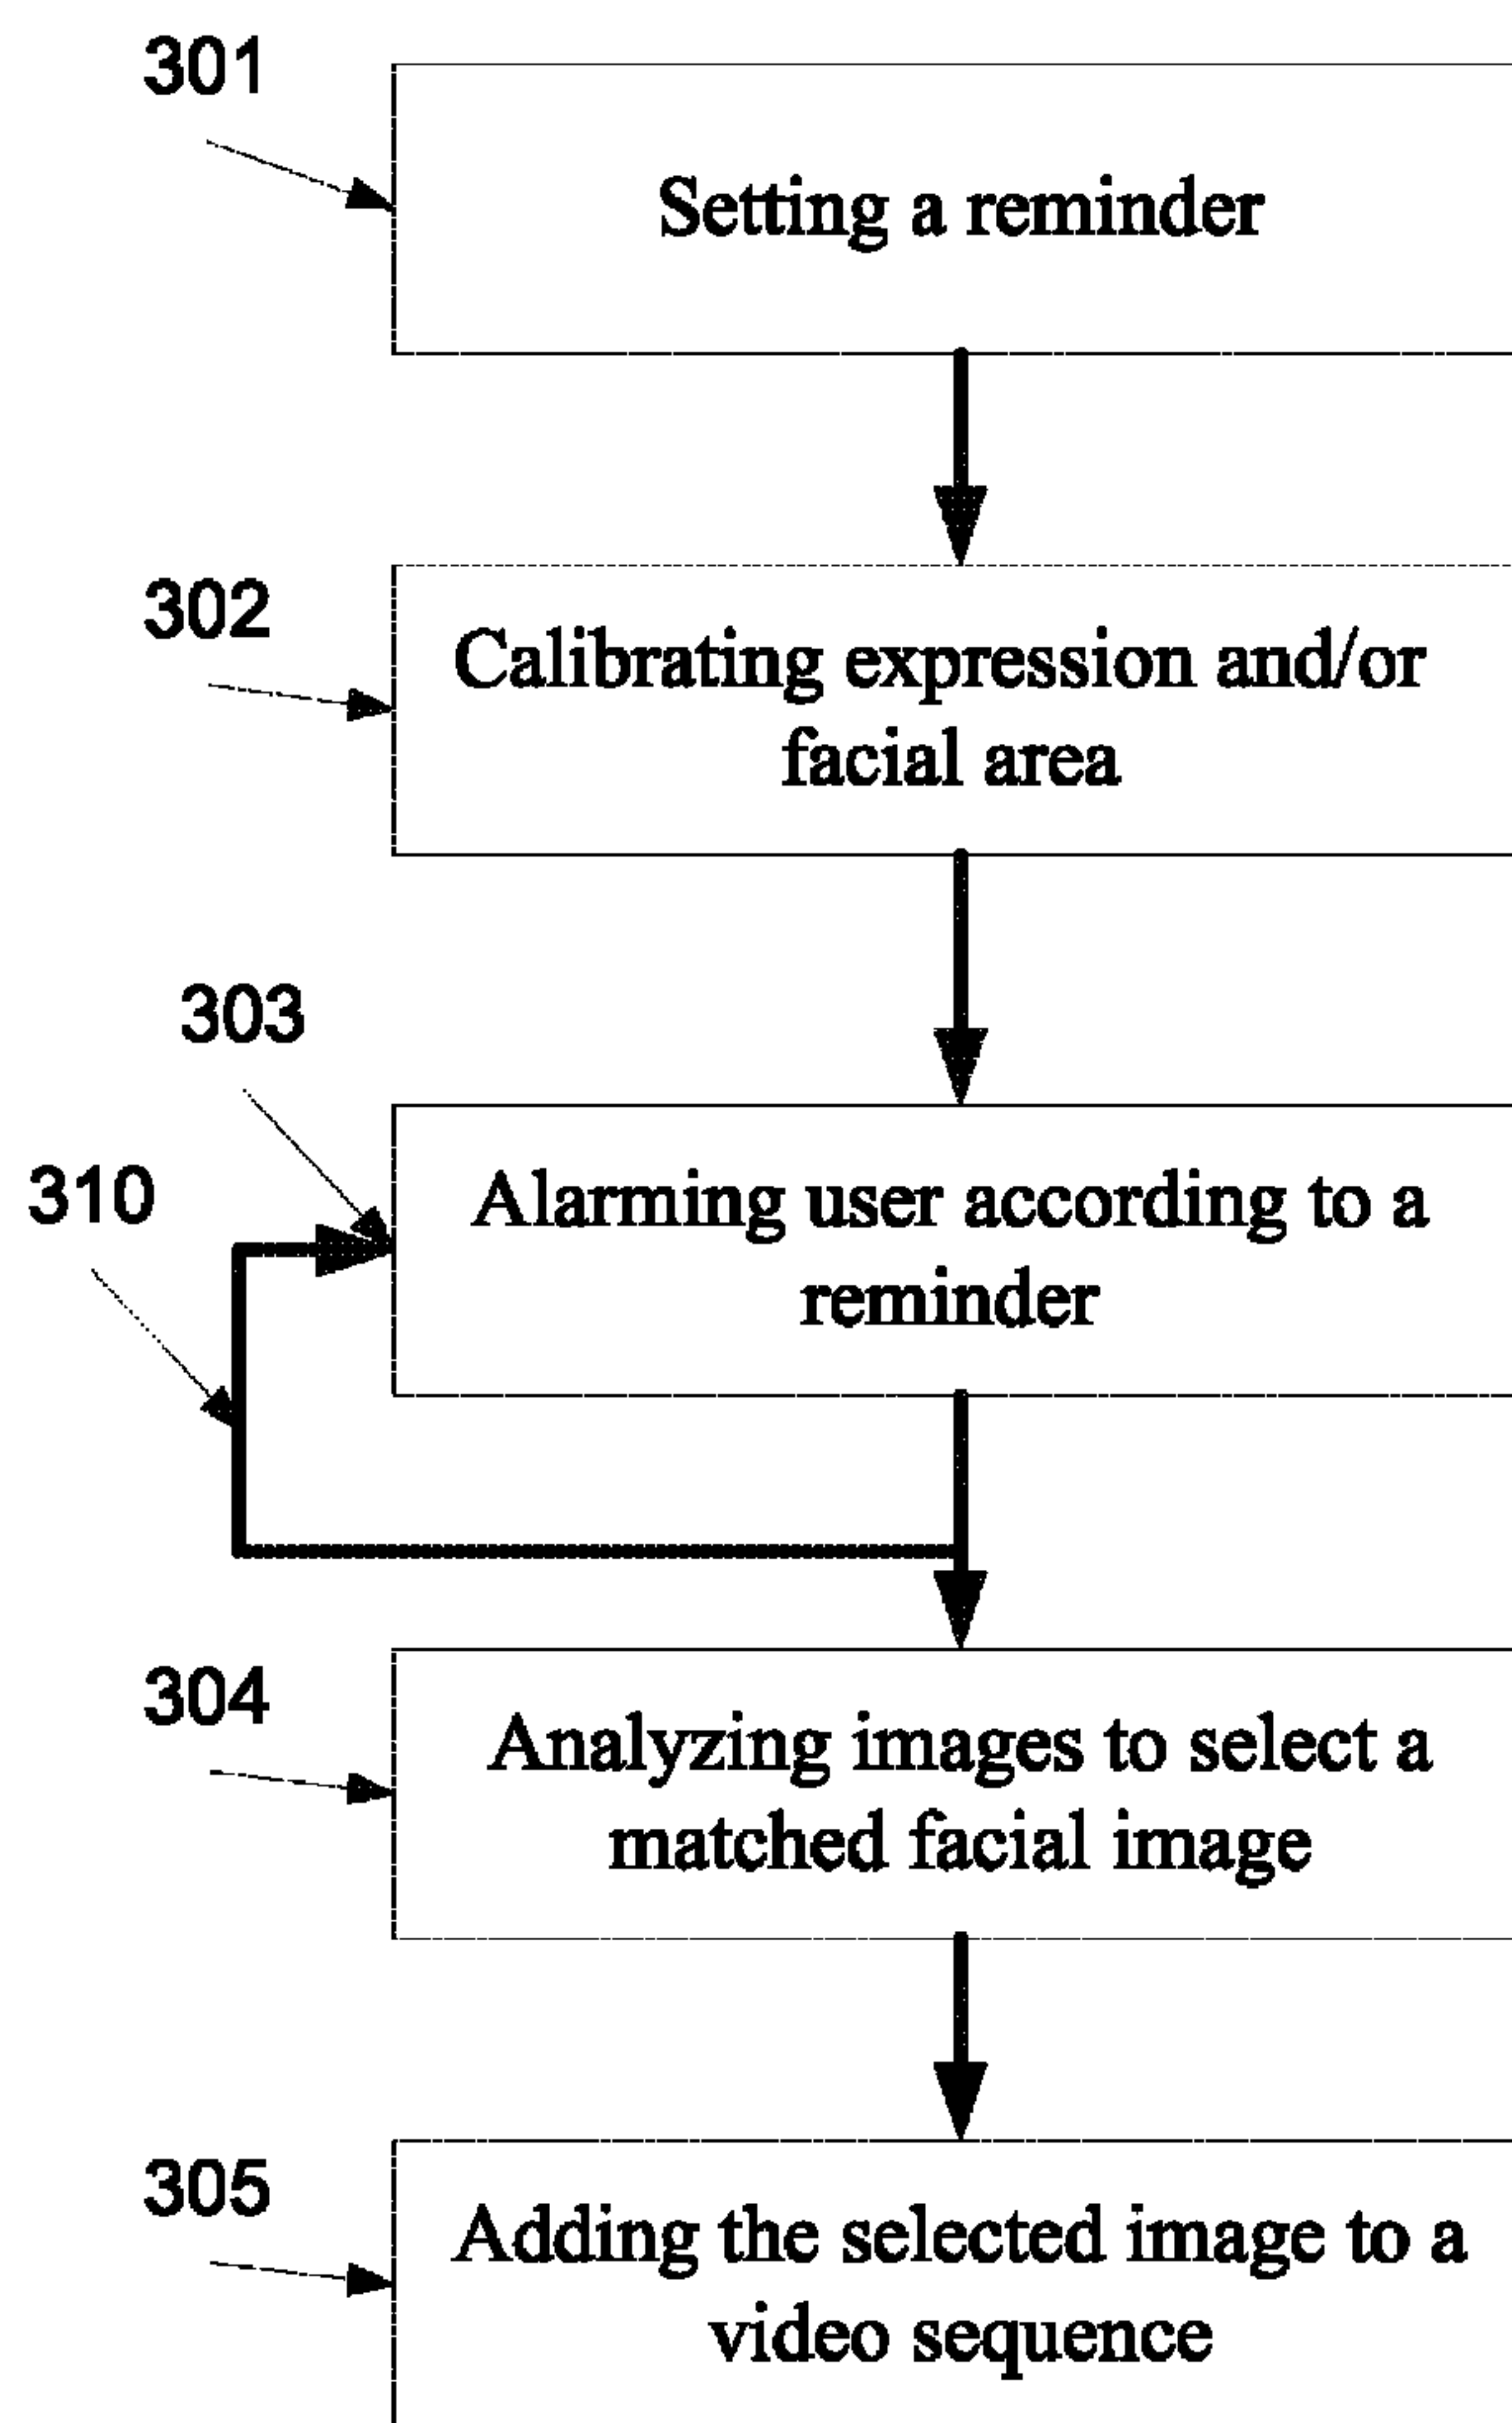 301
Setting a reminder
302
Calibrating expression and/or
facial area
303
310
Alarming user according to a
reminder
304
Analyzing images to select a
matched facial image
305
Adding the selected image to a
video sequence